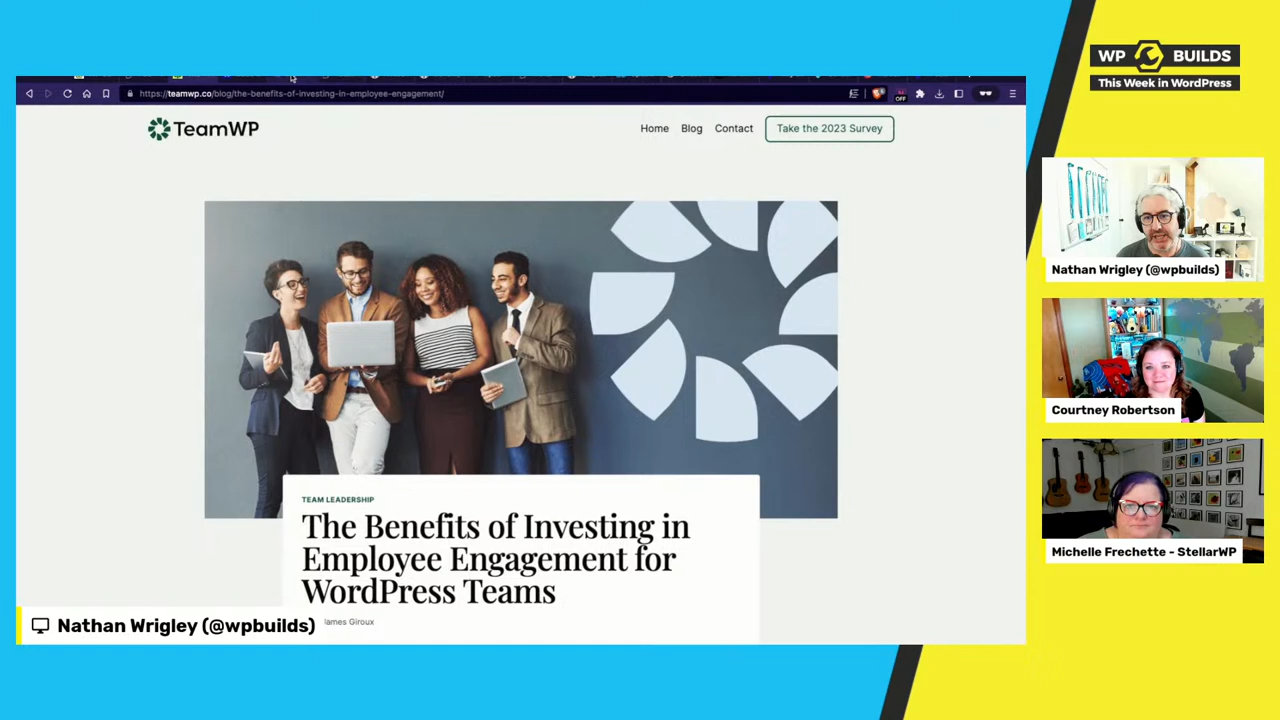 WP BUILDS
This Week in WordPress
https://teamwp.co/blog/the-benefits-of-investing-in-employee-engagement/
OFF
TeamWP
Home Blog Contact Take the 2023 Survey
TEAM LEADERSHIP
The Benefits of Investing in
Employee Engagement for
WordPress Teams
James Giroux
Nathan Wrigley (@wpbuilds)
Nathan Wrigley (@wpbuilds)
Courtney Robertson
Michelle Frechette - StellarWP